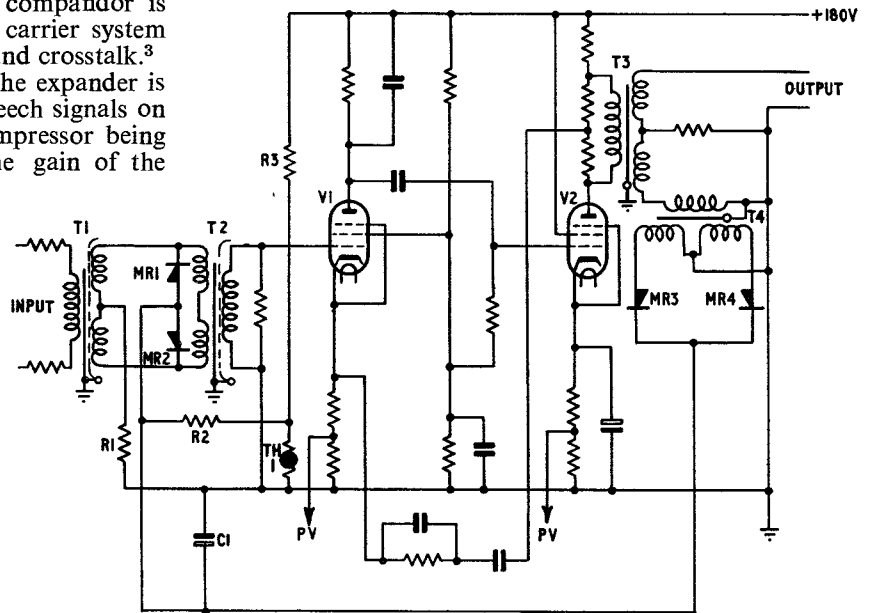 compandor is
carrier system
nd crosstalk.³
he expander is
eech signals on
mpressor being
e gain of the
+180V
T3
OUTPUT
R3
V1
V2
T1
T2
T4
MR1
INPUT
MR3
MR4
MR2
R1
R2
TH
1
PV
PV
C1